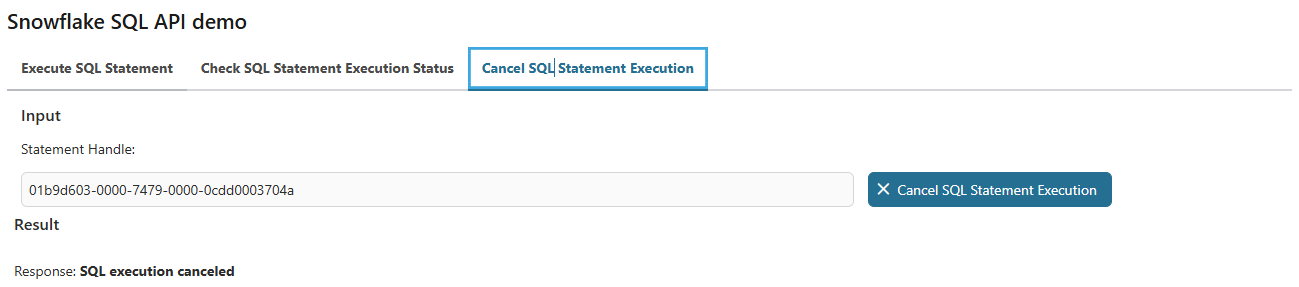 Snowflake SQL API demo
Execute SQL Statement Check SQL Statement Execution Status Cancel SQL Statement Execution
Input
Statement Handle:
01b9d603-0000-7479-0000-0cdd0003704a Cancel SQL Statement Execution
Result
Response: SQL execution canceled